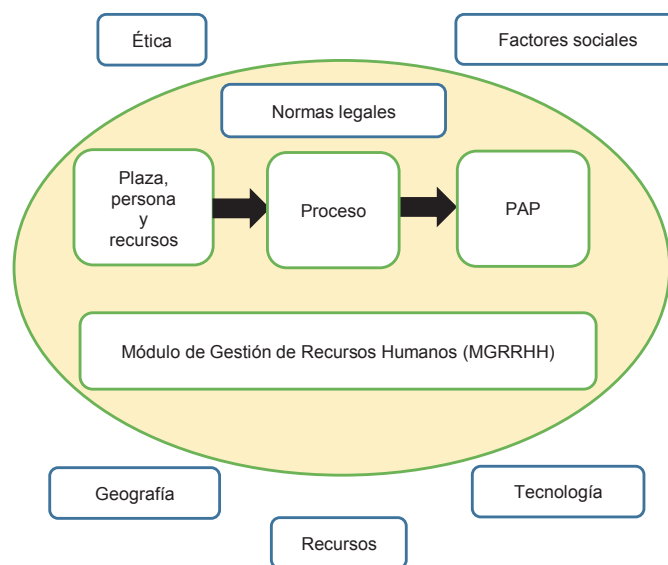 Ética
Factores sociales
Normas legales
Plaza,
persona
y
recursos
Proceso
PAP
Módulo de Gestión de Recursos Humanos (MGRRHH)
Geografía
Tecnología
Recursos